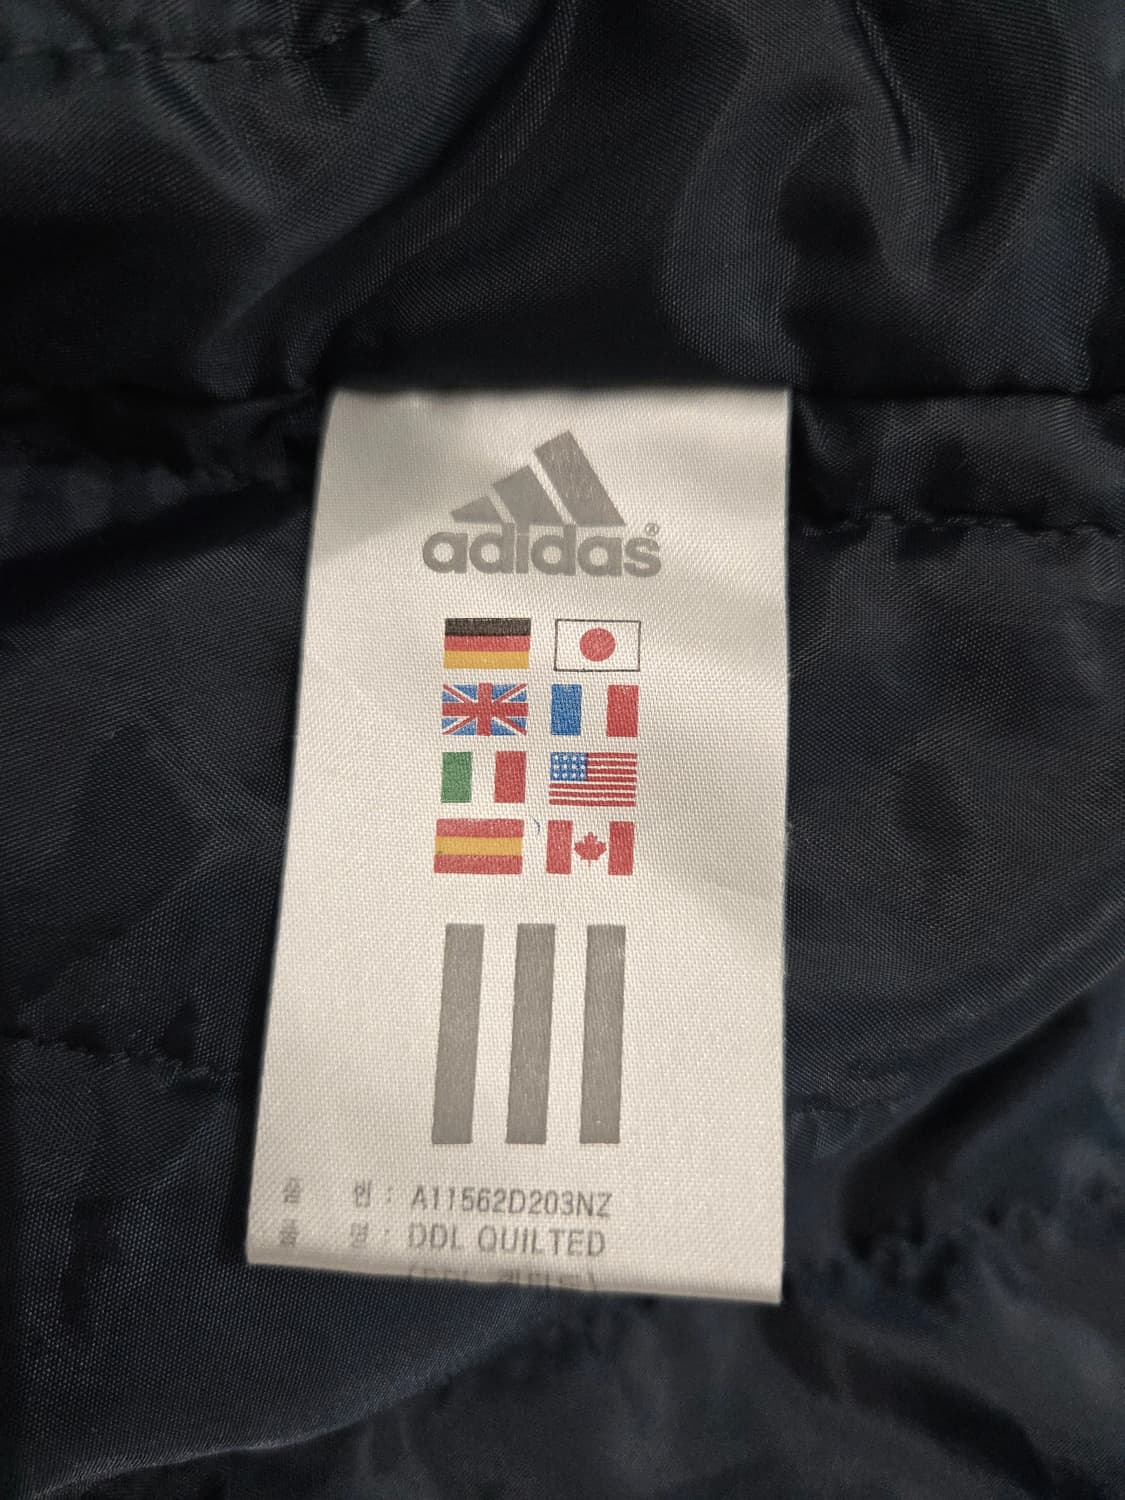 adidas®
품 번 : A11562D203NZ
품 명 : DDL QUILTED